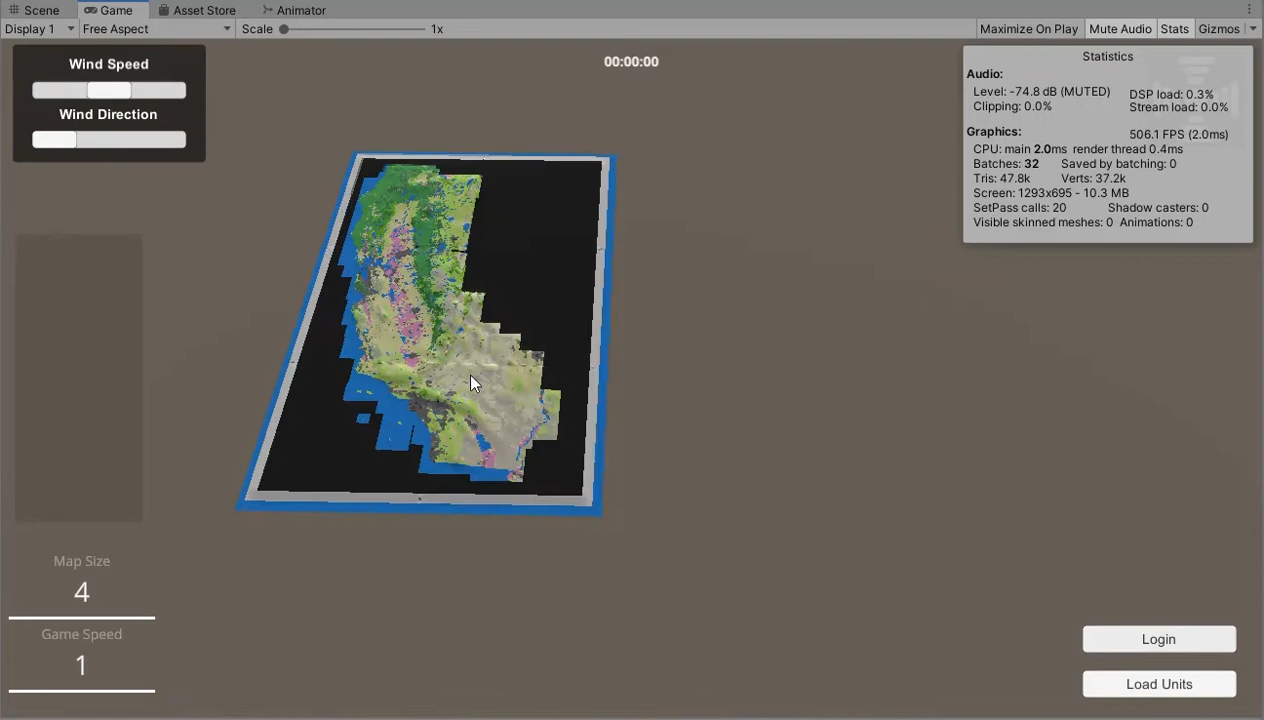 Scene Game Asset Store Animator
Display 1 Free Aspect Scale 1x Maximize On Play Mute Audio Stats Gizmos
Wind Speed
Wind Direction
00:00:00
Statistics
Audio:
Level: -74.8 dB (MUTED) DSP load: 0.3%
Clipping: 0.0% Stream load: 0.0%
Graphics: 506.1 FPS (2.0ms)
CPU: main 2.0ms render thread 0.4ms
Batches: 32 Saved by batching: 0
Tris: 47.8k Verts: 37.2k
Screen: 1293x695 - 10.3 MB
SetPass calls: 20 Shadow casters: 0
Visible skinned meshes: 0 Animations: 0
Map Size
4
Game Speed
1
Login
Load Units